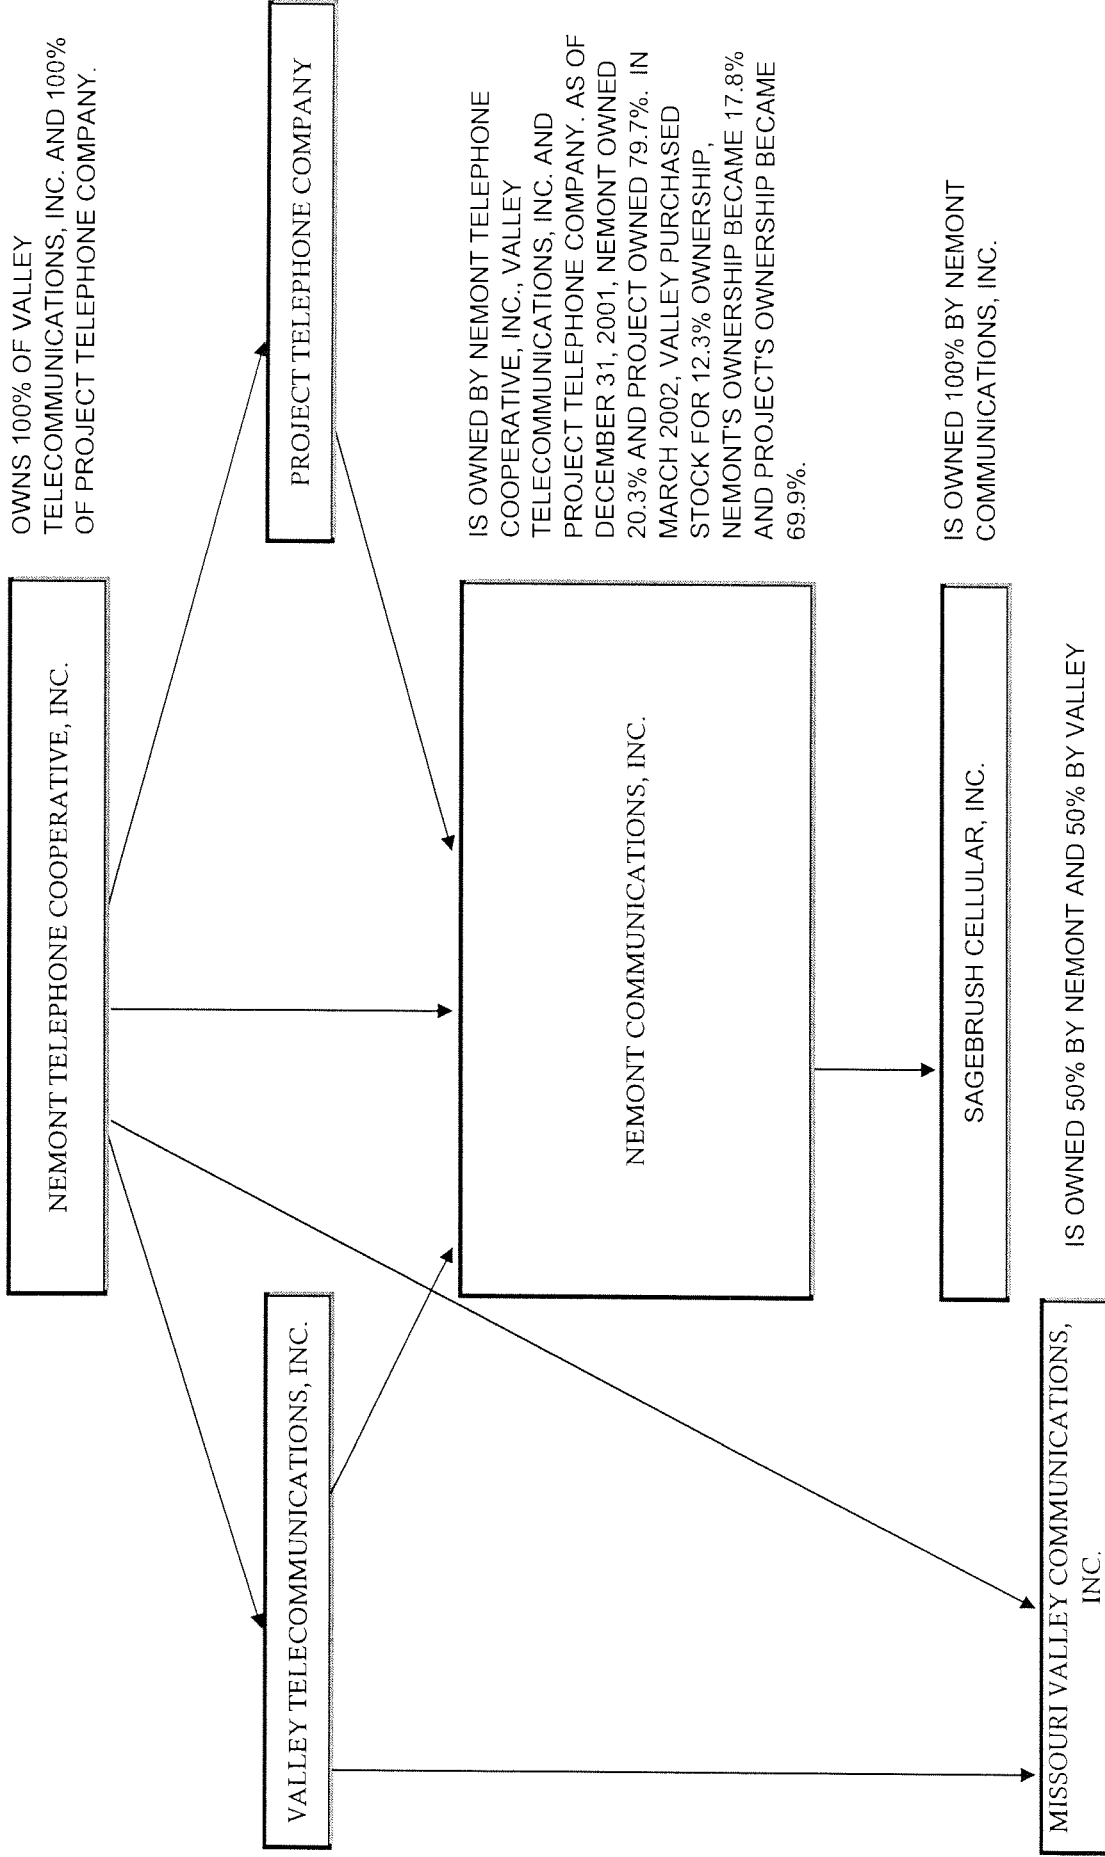 NEMONT TELEPHONE COOPERATIVE, INC.
OWNS 100% OF VALLEY
TELECOMMUNICATIONS, INC. AND 100%
OF PROJECT TELEPHONE COMPANY.
VALLEY TELECOMMUNICATIONS, INC.
PROJECT TELEPHONE COMPANY
NEMONT COMMUNICATIONS, INC.
IS OWNED BY NEMONT TELEPHONE
COOPERATIVE, INC., VALLEY
TELECOMMUNICATIONS, INC. AND
PROJECT TELEPHONE COMPANY. AS OF
DECEMBER 31, 2001, NEMONT OWNED
20.3% AND PROJECT OWNED 79.7%. IN
MARCH 2002, VALLEY PURCHASED
STOCK FOR 12.3% OWNERSHIP,
NEMONT'S OWNERSHIP BECAME 17.8%
AND PROJECT'S OWNERSHIP BECAME
69.9%.
SAGEBRUSH CELLULAR, INC.
IS OWNED 100% BY NEMONT
COMMUNICATIONS, INC.
MISSOURI VALLEY COMMUNICATIONS,
INC.
IS OWNED 50% BY NEMONT AND 50% BY VALLEY